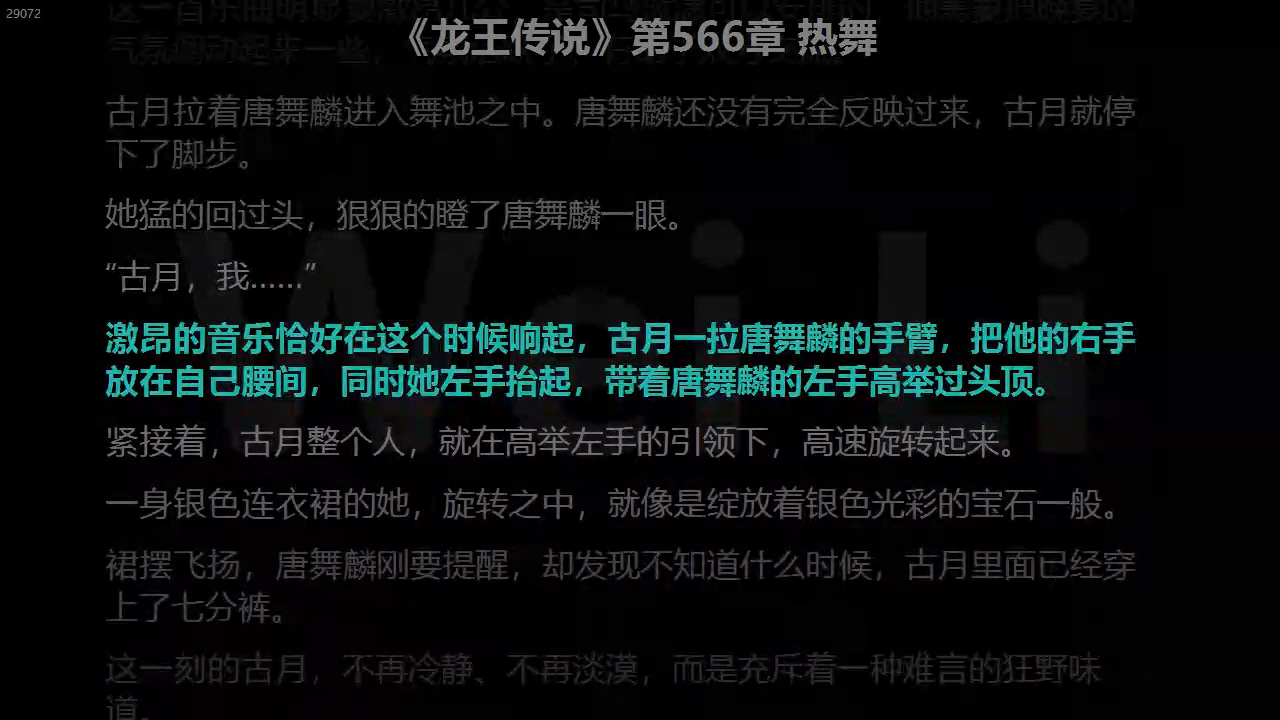 29072
《龙王传说》第566章 热舞
古月拉着唐舞麟进入舞池之中。唐舞麟还没有完全反映过来，古月就停
下了脚步。
她猛的回过头，狠狠的瞪了唐舞麟一眼。
“古月，我……”
激昂的音乐恰好在这个时候响起，古月一拉唐舞麟的手臂，把他的右手
放在自己腰间，同时她左手抬起，带着唐舞麟的左手高举过头顶。
紧接着，古月整个人，就在高举左手的引领下，高速旋转起来。
一身银色连衣裙的她，旋转之中，就像是绽放着银色光彩的宝石一般。
裙摆飞扬，唐舞麟刚要提醒，却发现不知道什么时候，古月里面已经穿
上了七分裤。
这一刻的古月，不再冷静、不再淡漠，而是充斥着一种难言的狂野味
道。
Wei Li